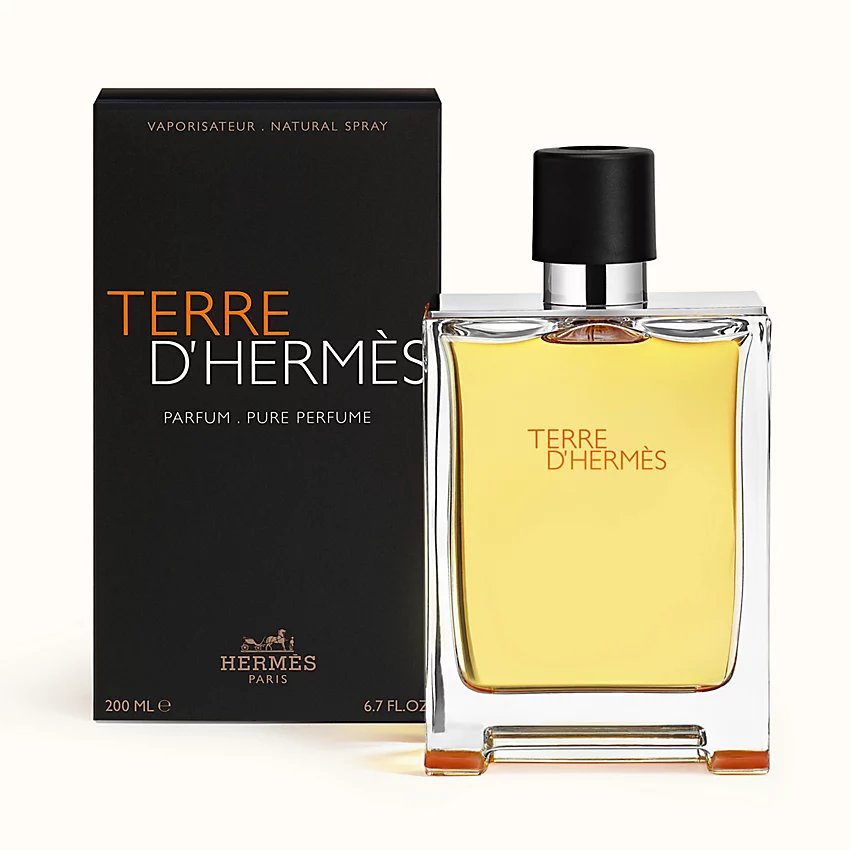 VAPORISATEUR . NATURAL SPRAY
TERRE
D'HERMÈS
PARFUM . PURE PERFUME
HERMÈS
PARIS
200 ML ℮
6.7 FL.OZ
TERRE
D'HERMÈS